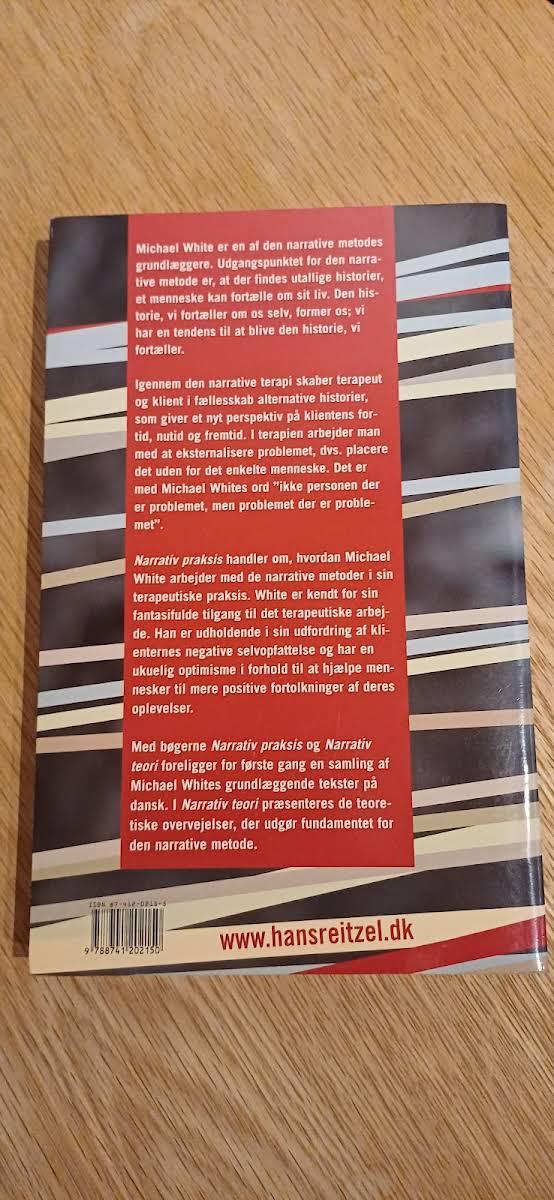 Michael White er en af den narrative metodes
grundlæggere. Udgangspunktet for den narra-
tive metode er, at der findes utallige historier,
et menneske kan fortælle om sit liv. Den his-
torie, vi fortæller om os selv, former os; vi
har en tendens til at blive den historie, vi
fortæller.
Igennem den narrative terapi skaber terapeut
og klient i fællesskab alternative historier,
som giver et nyt perspektiv på klientens for-
tid, nutid og fremtid. I terapien arbejder man
med at eksternalisere problemet, dvs. placere
det uden for det enkelte menneske. Det er
med Michael Whites ord ”ikke personen der
er problemet, men problemet der er proble-
met”.
Narrativ praksis handler om, hvordan Michael
White arbejder med de narrative metoder i sin
terapeutiske praksis. White er kendt for sin
fantasifulde tilgang til det terapeutiske arbej-
de. Han er udholdende i sin udfordring af kli-
enternes negative selvopfattelse og har en
ukuelig optimisme i forhold til at hjælpe men-
nesker til mere positive fortolkninger af deres
oplevelser.
Med bøgerne Narrativ praksis og Narrativ
teori foreligger for første gang en samling af
Michael Whites grundlæggende tekster på
dansk. I Narrativ teori præsenteres de teore-
tiske overvejelser, der udgør fundamentet for
den narrative metode.
ISBN 87-412-0215-5
9 788741 202150
www.hansreitzel.dk